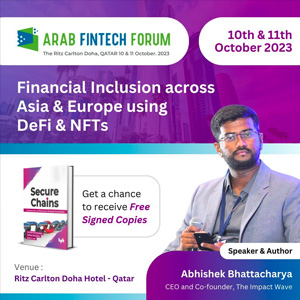 ARAB FINTECH FORUM
The Ritz Carlton Doha, QATAR 10 & 11 October. 2023
10th & 11th
October 2023
Financial Inclusion across
Asia & Europe using
DeFi & NFTs
Secure
Chains
Get a chance
to receive Free
Signed Copies
Speaker & Author
Venue :
Ritz Carlton Doha Hotel - Qatar
Abhishek Bhattacharya
CEO and Co-founder, The Impact Wave